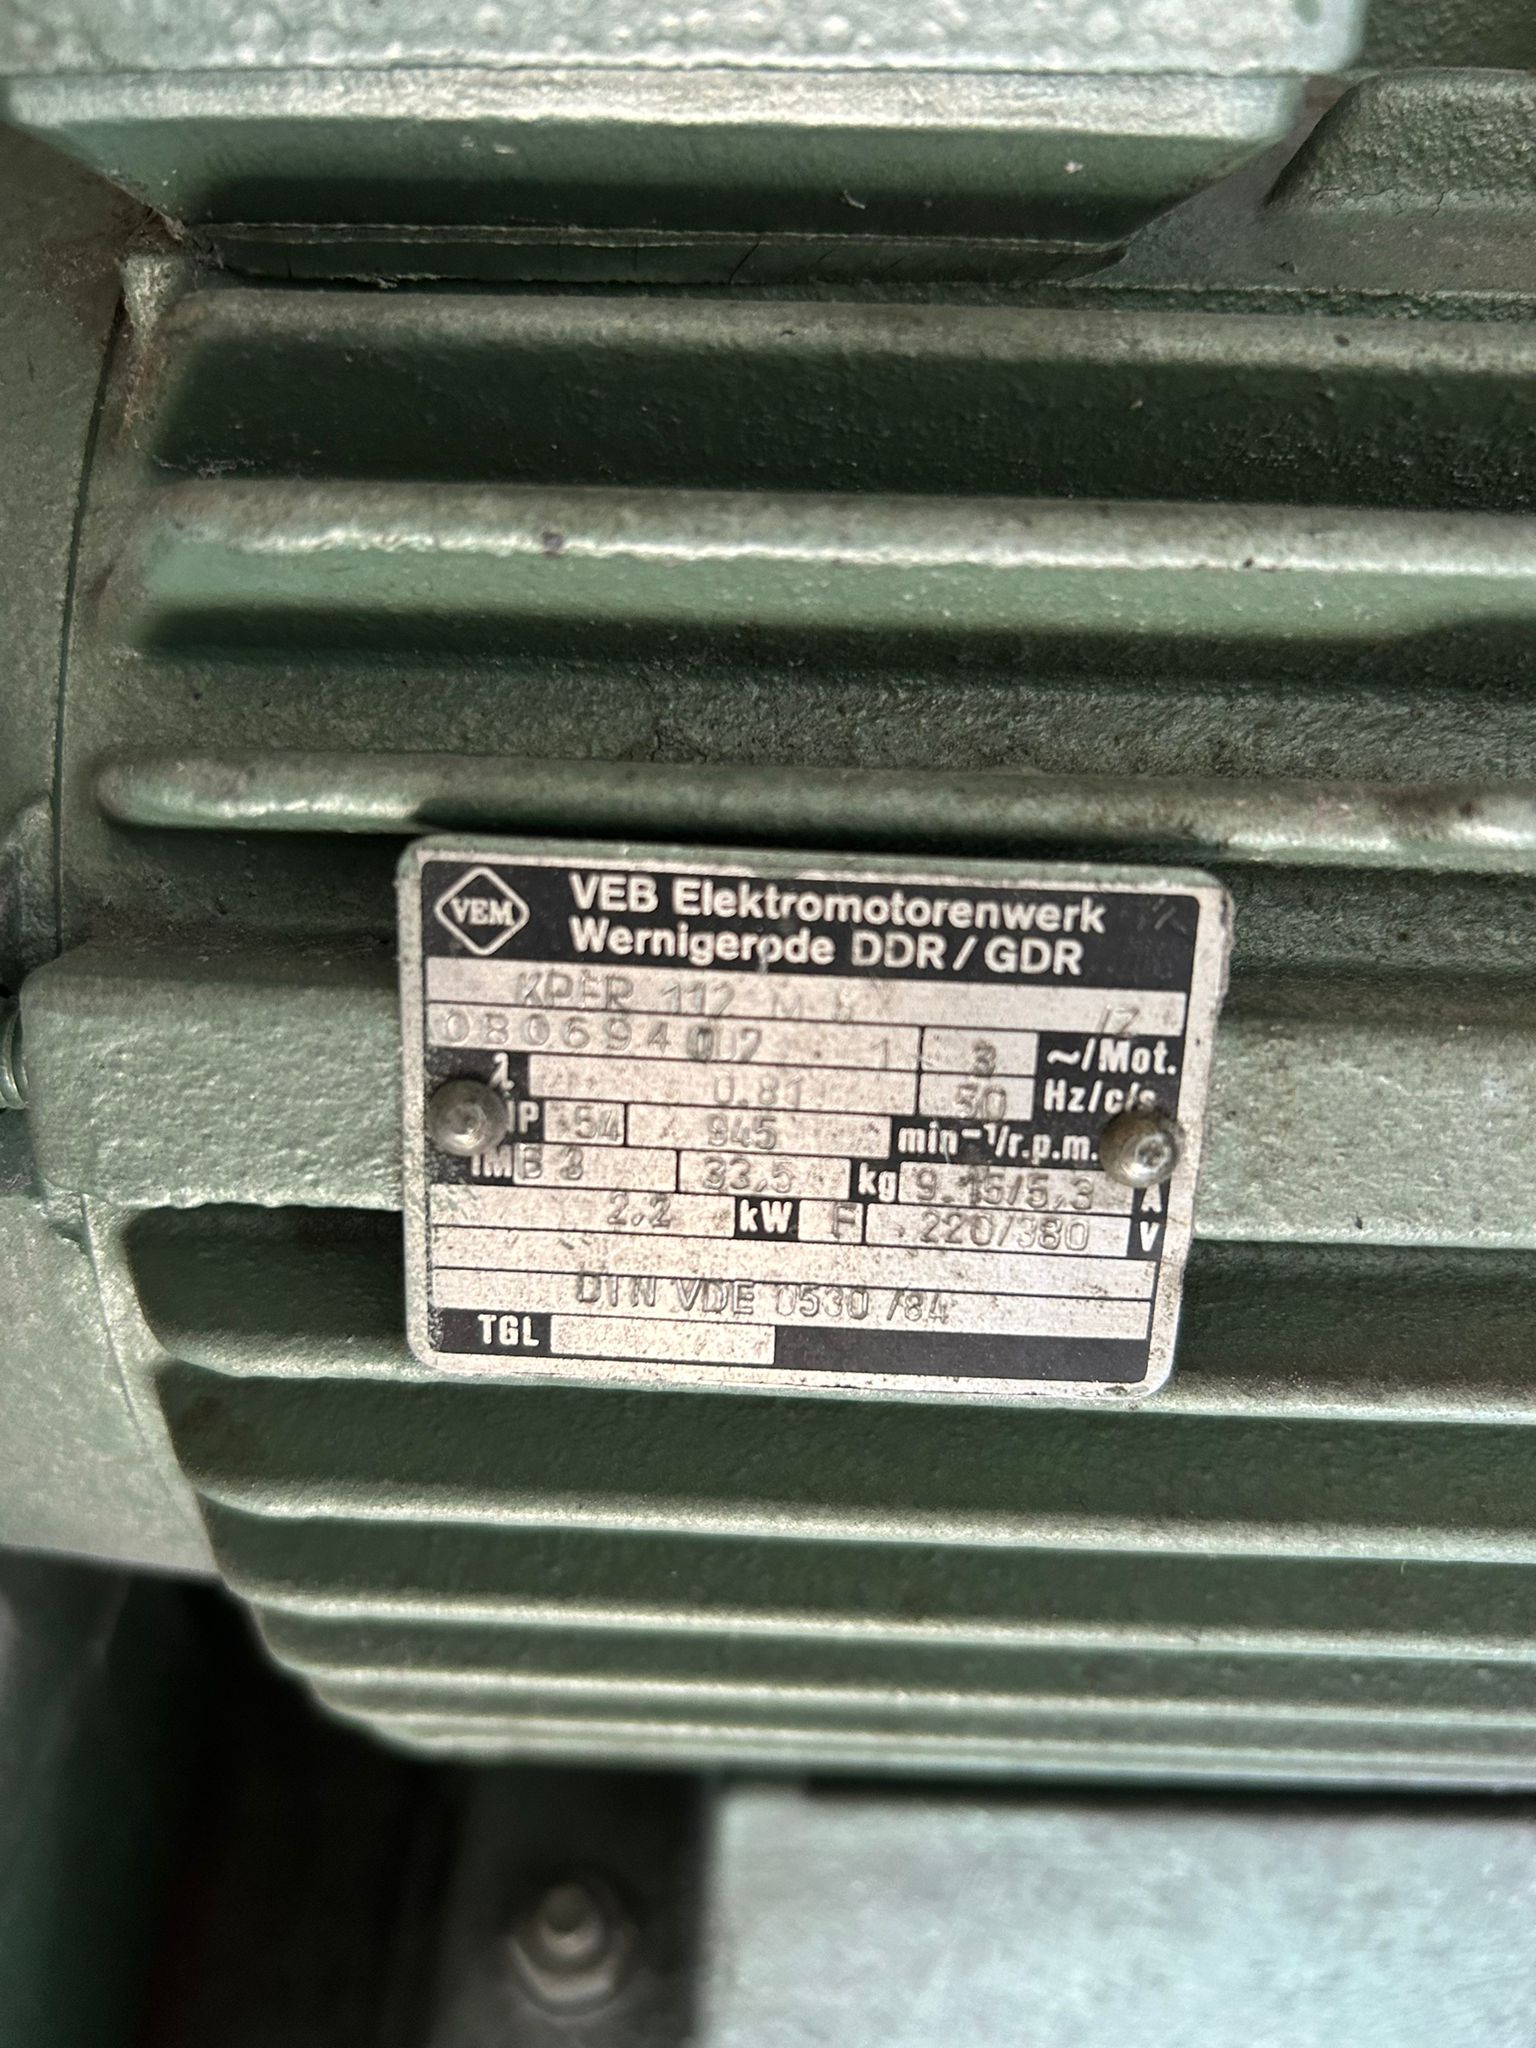 VEM
VEB Elektromotorenwerk
Wernigerode DDR/GDR
KPER 112 M /Z
080694 1 3 ~/Mot.
0.81 50 Hz/c/s
IP 54 945 min⁻¹/r.p.m.
IM B 3 33,5 kg 9.15/5,3 A
2,2 kW F 220/380 V
DIN VDE 0530 /84
TGL